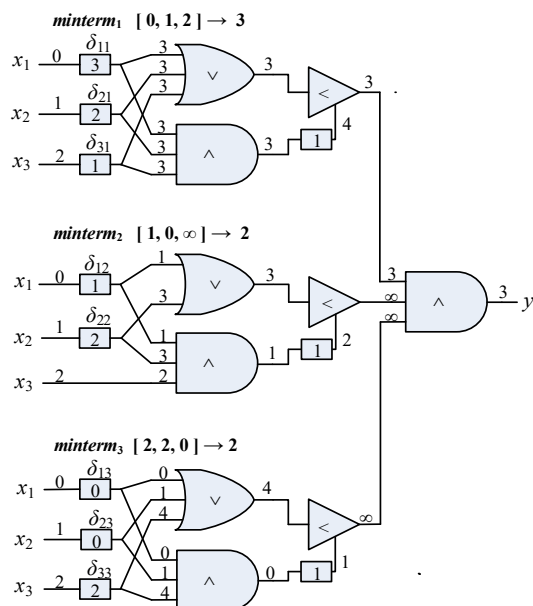 minterm₁ [ 0, 1, 2 ] → 3
δ₁₁
x₁ 0 3 3 3
3 ∨ 3 < 3
δ₂₁
x₂ 1 2 3
3 4
δ₃₁
x₃ 2 1 3 ∧ 3 1
3
minterm₂ [ 1, 0, ∞ ] → 2
δ₁₂
x₁ 0 1 1 ∨ 3 < 3 ∧ 3 y
∞
∞
δ₂₂ 3
x₂ 1 2 1 2
3 ∧ 1 1
x₃ 2 2
minterm₃ [ 2, 2, 0 ] → 2
δ₁₃
x₁ 0 0 0
1 ∨ 4 < ∞
δ₂₃ 4
x₂ 1 0 0 1
δ₃₃ 1 ∧ 0 1
x₃ 2 2 4